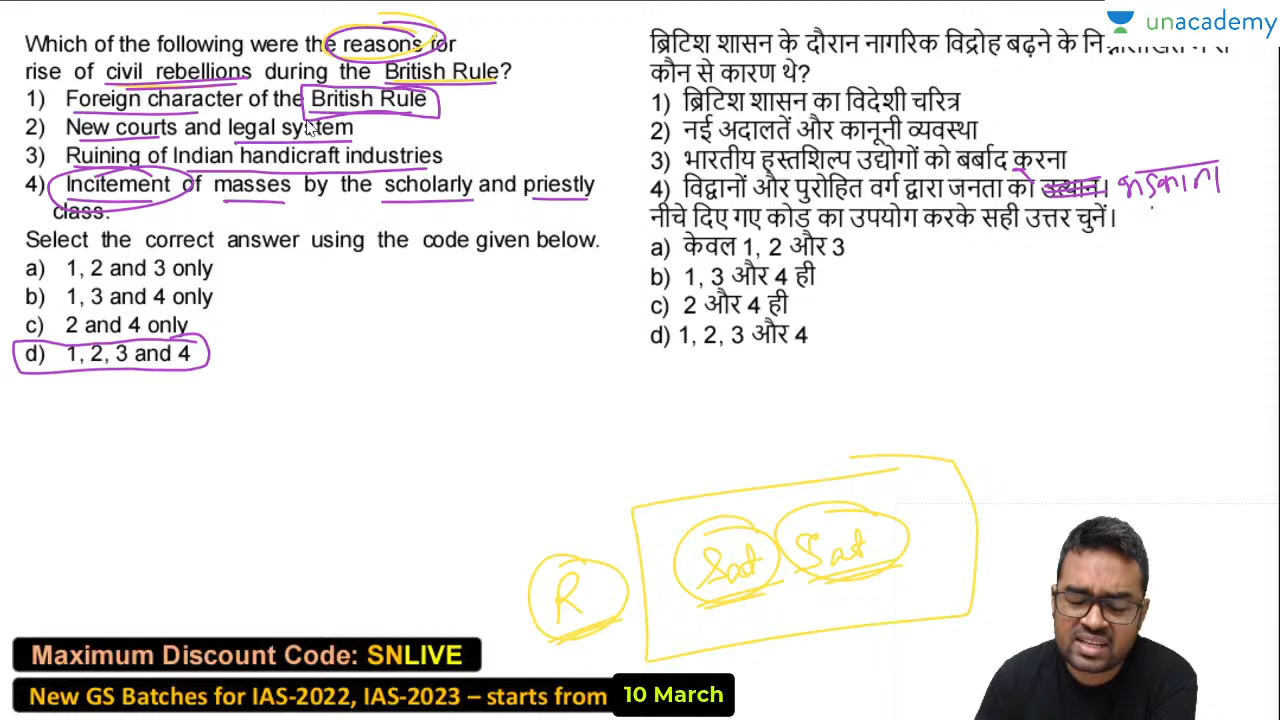 unacademy
Which of the following were the reasons for
rise of civil rebellions during the British Rule?
1) Foreign character of the British Rule
2) New courts and legal system
3) Ruining of Indian handicraft industries
4) Incitement of masses by the scholarly and priestly
class.
Select the correct answer using the code given below.
a) 1, 2 and 3 only
b) 1, 3 and 4 only
c) 2 and 4 only
d) 1, 2, 3 and 4
ब्रिटिश शासन के दौरान नागरिक विद्रोह बढ़ने के
कौन से कारण थे?
1) ब्रिटिश शासन का विदेशी चरित्र
2) नई अदालतें और कानूनी व्यवस्था
3) भारतीय हस्तशिल्प उद्योगों को बर्बाद करना
4) विद्वानों और पुरोहित वर्ग द्वारा जनता को उत्थान। भड़काना
नीचे दिए गए कोड का उपयोग करके सही उत्तर चुनें।
a) केवल 1, 2 और 3
b) 1, 3 और 4 ही
c) 2 और 4 ही
d) 1, 2, 3 और 4
R Sat Sat
Maximum Discount Code: SNLIVE
New GS Batches for IAS-2022, IAS-2023 – starts from 10 March